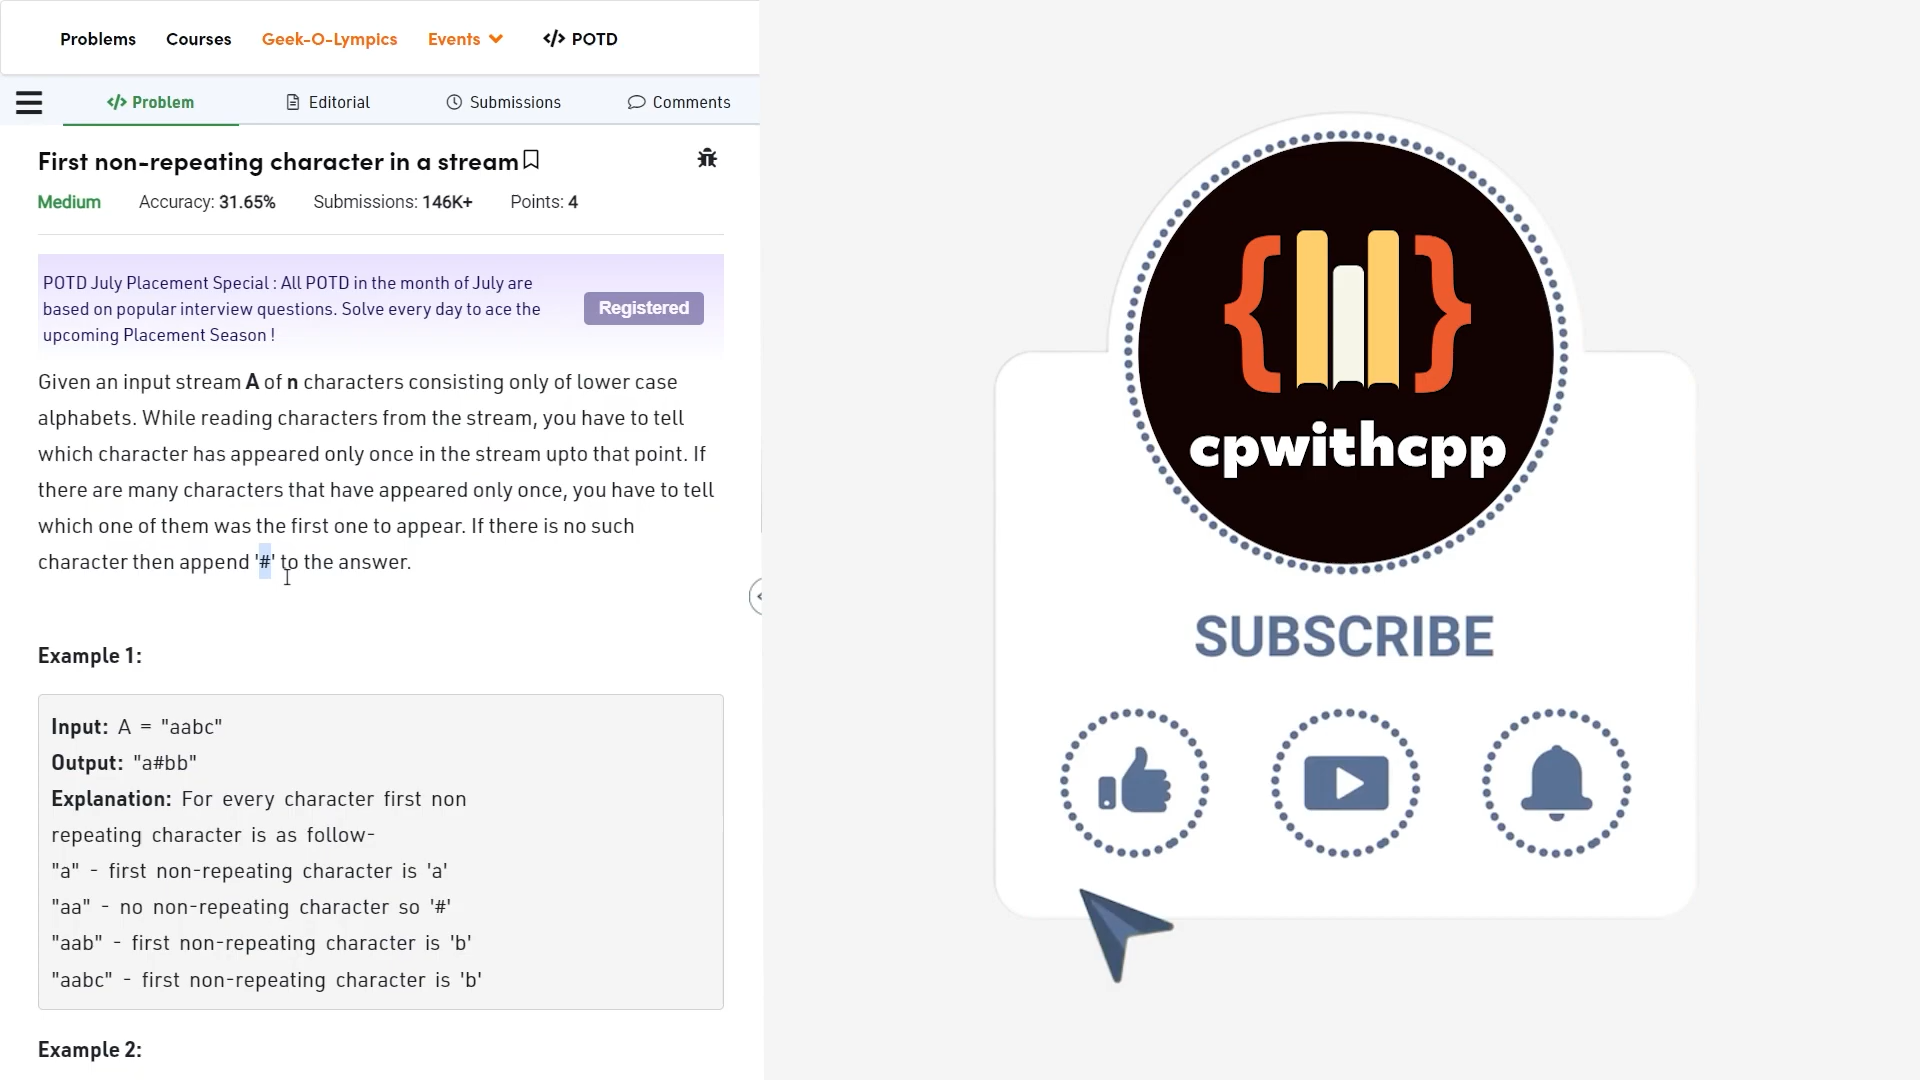 Problems Courses Geek-O-Lympics Events </> POTD
</> Problem Editorial Submissions Comments
First non-repeating character in a stream
Medium Accuracy: 31.65% Submissions: 146K+ Points: 4
POTD July Placement Special : All POTD in the month of July are
based on popular interview questions. Solve every day to ace the
upcoming Placement Season !
Registered
Given an input stream A of n characters consisting only of lower case
alphabets. While reading characters from the stream, you have to tell
which character has appeared only once in the stream upto that point. If
there are many characters that have appeared only once, you have to tell
which one of them was the first one to appear. If there is no such
character then append '#' to the answer.
Example 1:
Input: A = "aabc"
Output: "a#bb"
Explanation: For every character first non
repeating character is as follow-
"a" - first non-repeating character is 'a'
"aa" - no non-repeating character so '#'
"aab" - first non-repeating character is 'b'
"aabc" - first non-repeating character is 'b'
Example 2:
cpwithcpp
SUBSCRIBE